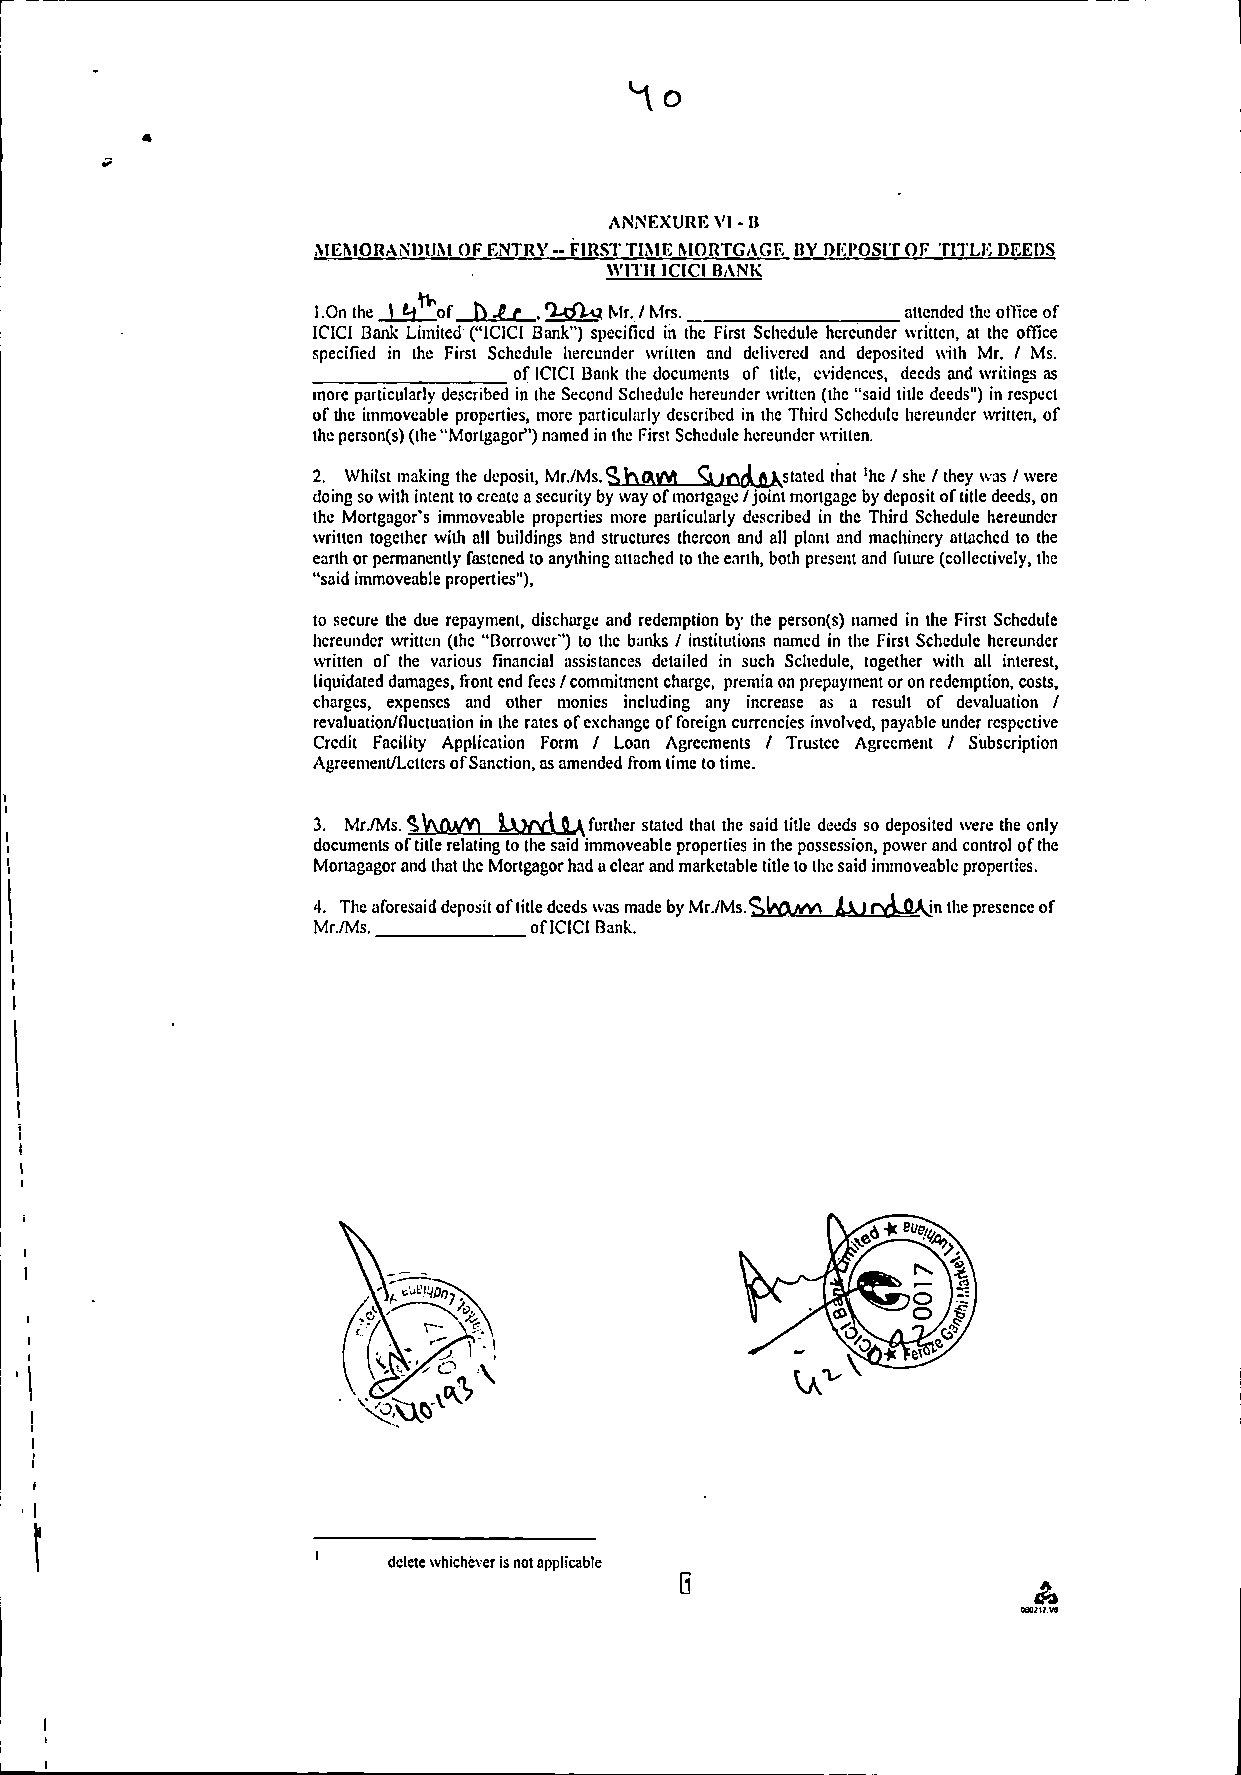 40
ANNEXURE VI - B
MEMORANDUM OF ENTRY -- FIRST TIME MORTGAGE BY DEPOSIT OF TITLE DEEDS
WITH ICICI BANK
1.On the 14th of Dec, 2020 Mr. / Mrs. ____________________ attended the office of
ICICI Bank Limited ("ICICI Bank") specified in the First Schedule hereunder written, at the office
specified in the First Schedule hereunder written and delivered and deposited with Mr. / Ms.
____________________ of ICICI Bank the documents of title, evidences, deeds and writings as
more particularly described in the Second Schedule hereunder written (the "said title deeds") in respect
of the immoveable properties, more particularly described in the Third Schedule hereunder written, of
the person(s) (the "Mortgagor") named in the First Schedule hereunder written.
2. Whilst making the deposit, Mr./Ms. Sham Sunder stated that ¹he / she / they was / were
doing so with intent to create a security by way of mortgage / joint mortgage by deposit of title deeds, on
the Mortgagor's immoveable properties more particularly described in the Third Schedule hereunder
written together with all buildings and structures thereon and all plant and machinery attached to the
earth or permanently fastened to anything attached to the earth, both present and future (collectively, the
"said immoveable properties"),
to secure the due repayment, discharge and redemption by the person(s) named in the First Schedule
hereunder written (the "Borrower") to the banks / institutions named in the First Schedule hereunder
written of the various financial assistances detailed in such Schedule, together with all interest,
liquidated damages, front end fees / commitment charge, premia on prepayment or on redemption, costs,
charges, expenses and other monies including any increase as a result of devaluation /
revaluation/fluctuation in the rates of exchange of foreign currencies involved, payable under respective
Credit Facility Application Form / Loan Agreements / Trustee Agreement / Subscription
Agreement/Letters of Sanction, as amended from time to time.
3. Mr./Ms. Sham Sunder further stated that the said title deeds so deposited were the only
documents of title relating to the said immoveable properties in the possession, power and control of the
Mortagagor and that the Mortgagor had a clear and marketable title to the said immoveable properties.
4. The aforesaid deposit of title deeds was made by Mr./Ms. Sham Sunder in the presence of
Mr./Ms. ________________ of ICICI Bank.
ICICI Bank Limited ★ Feroze Gandhi Market, Ludhiana ★
0017
Ludhiana
1 delete whichever is not applicable
1
080217.V6